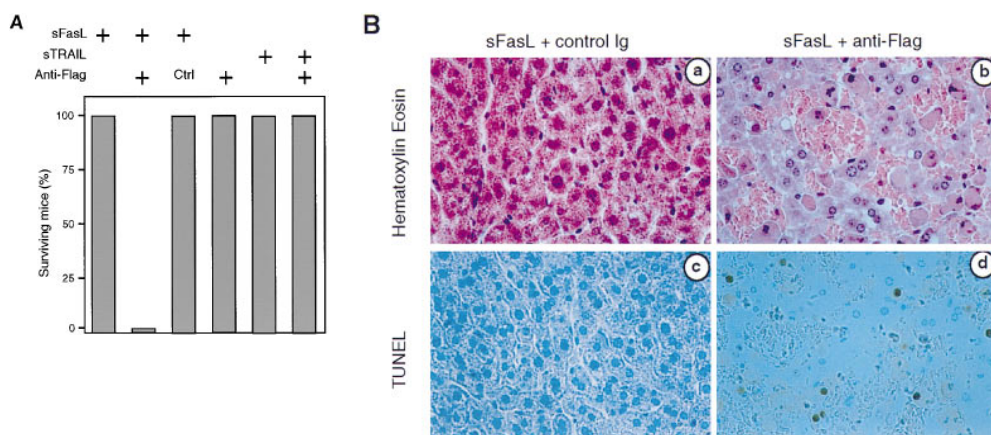 A
sFasL + + +
sTRAIL + +
Anti-Flag + Ctrl + +
100
75
50
25
0
Surviving mice (%)
B
sFasL + control Ig
sFasL + anti-Flag
Hematoxylin Eosin
a
b
TUNEL
c
d